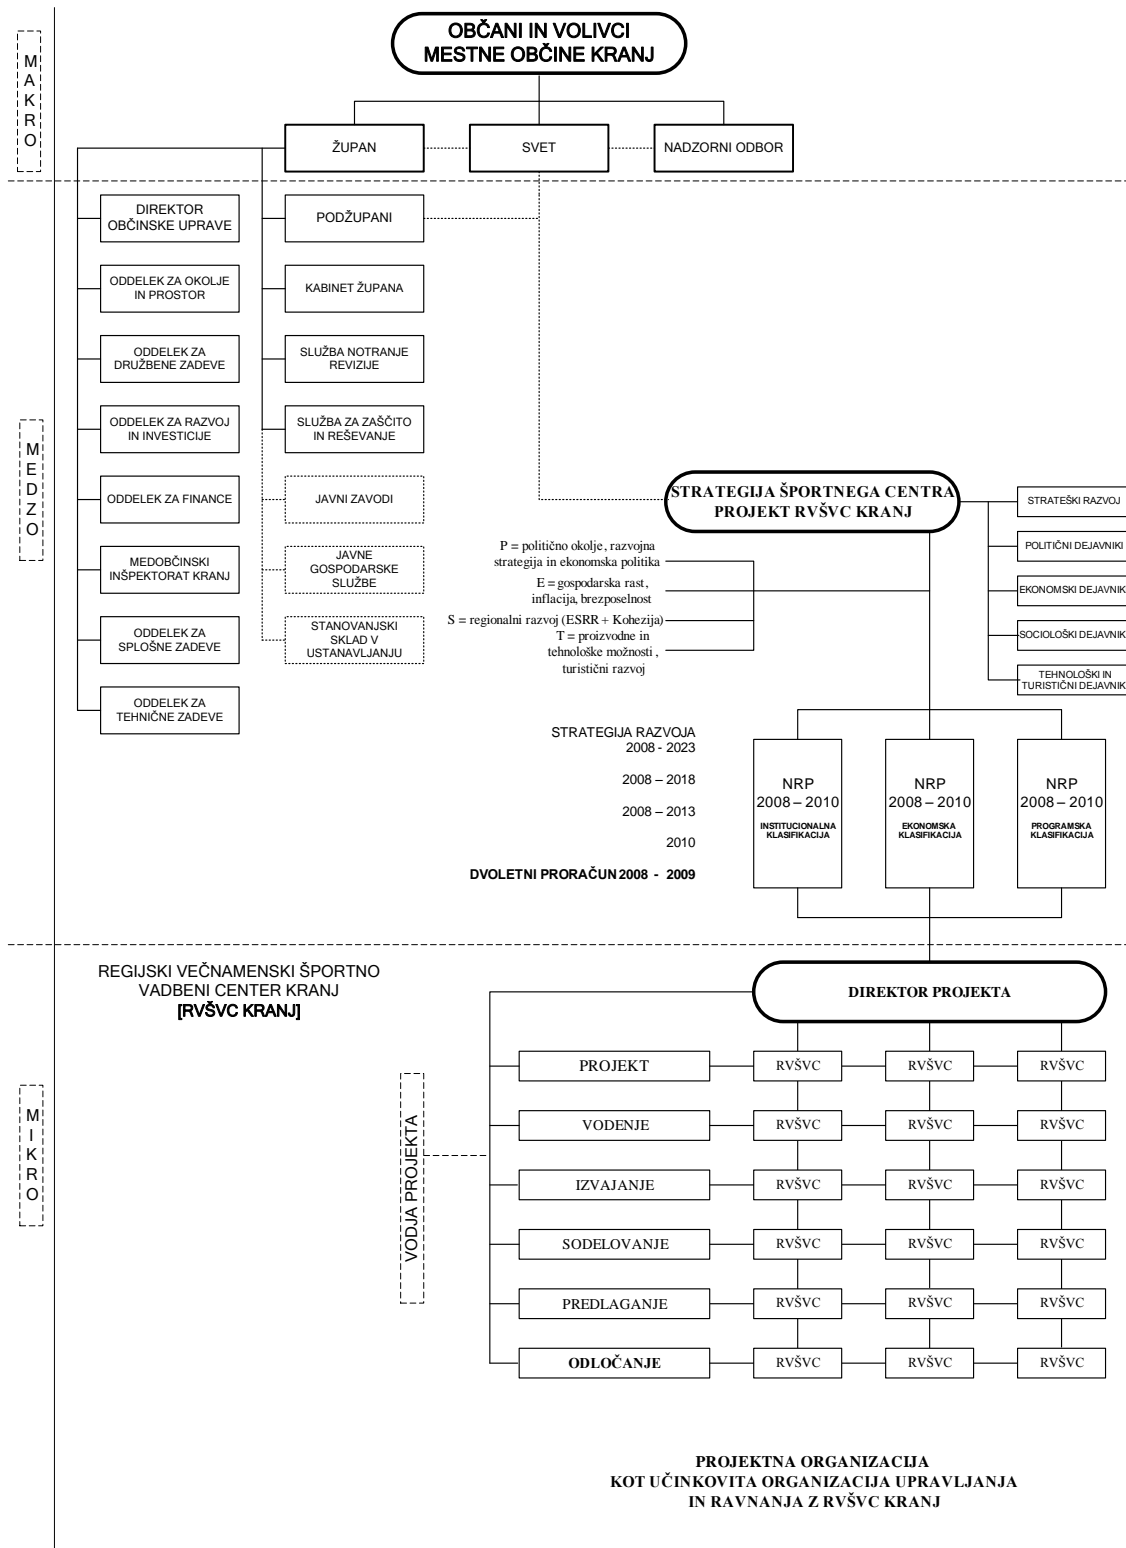 OBČANI IN VOLIVCI
MESTNE OBČINE KRANJ
M
A
K
R
O
ŽUPAN
SVET
NADZORNI ODBOR
DIREKTOR
OBČINSKE UPRAVE
ODDELEK ZA OKOLJE
IN PROSTOR
ODDELEK ZA
DRUŽBENE ZADEVE
ODDELEK ZA RAZVOJ
IN INVESTICIJE
ODDELEK ZA FINANCE
MEDOBČINSKI
INŠPEKTORAT KRANJ
ODDELEK ZA
SPLOŠNE ZADEVE
ODDELEK ZA
TEHNIČNE ZADEVE
PODŽUPANI
KABINET ŽUPANA
SLUŽBA NOTRANJE
REVIZIJE
SLUŽBA ZA ZAŠČITO
IN REŠEVANJE
JAVNI ZAVODI
JAVNE
GOSPODARSKE
SLUŽBE
STANOVANJSKI
SKLAD V
USTANAVLJANJU
M
E
D
Z
O
STRATEGIJA ŠPORTNEGA CENTRA
PROJEKT RVŠVC KRANJ
STRATEŠKI RAZVOJ
POLITIČNI DEJAVNIKI
EKONOMSKI DEJAVNIK
SOCIOLOŠKI DEJAVNIK
TEHNOLOŠKI IN
TURISTIČNI DEJAVNIK
P = politično okolje, razvojna
strategija in ekonomska politika
E = gospodarska rast,
inflacija, brezposelnost
S = regionalni razvoj (ESRR + Kohezija)
T = proizvodne in
tehnološke možnosti,
turistični razvoj
STRATEGIJA RAZVOJA
2008 - 2023
2008 – 2018
2008 – 2013
2010
DVOLETNI PRORAČUN 2008 - 2009
NRP
2008 – 2010
INSTITUCIONALNA
KLASIFIKACIJA
NRP
2008 – 2010
EKONOMSKA
KLASIFIKACIJA
NRP
2008 – 2010
PROGRAMSKA
KLASIFIKACIJA
REGIJSKI VEČNAMENSKI ŠPORTNO
VADBENI CENTER KRANJ
[RVŠVC KRANJ]
DIREKTOR PROJEKTA
M
I
K
R
O
VODJA PROJEKTA
PROJEKT RVŠVC RVŠVC RVŠVC
VODENJE RVŠVC RVŠVC RVŠVC
IZVAJANJE RVŠVC RVŠVC RVŠVC
SODELOVANJE RVŠVC RVŠVC RVŠVC
PREDLAGANJE RVŠVC RVŠVC RVŠVC
ODLOČANJE RVŠVC RVŠVC RVŠVC
PROJEKTNA ORGANIZACIJA
KOT UČINKOVITA ORGANIZACIJA UPRAVLJANJA
IN RAVNANJA Z RVŠVC KRANJ